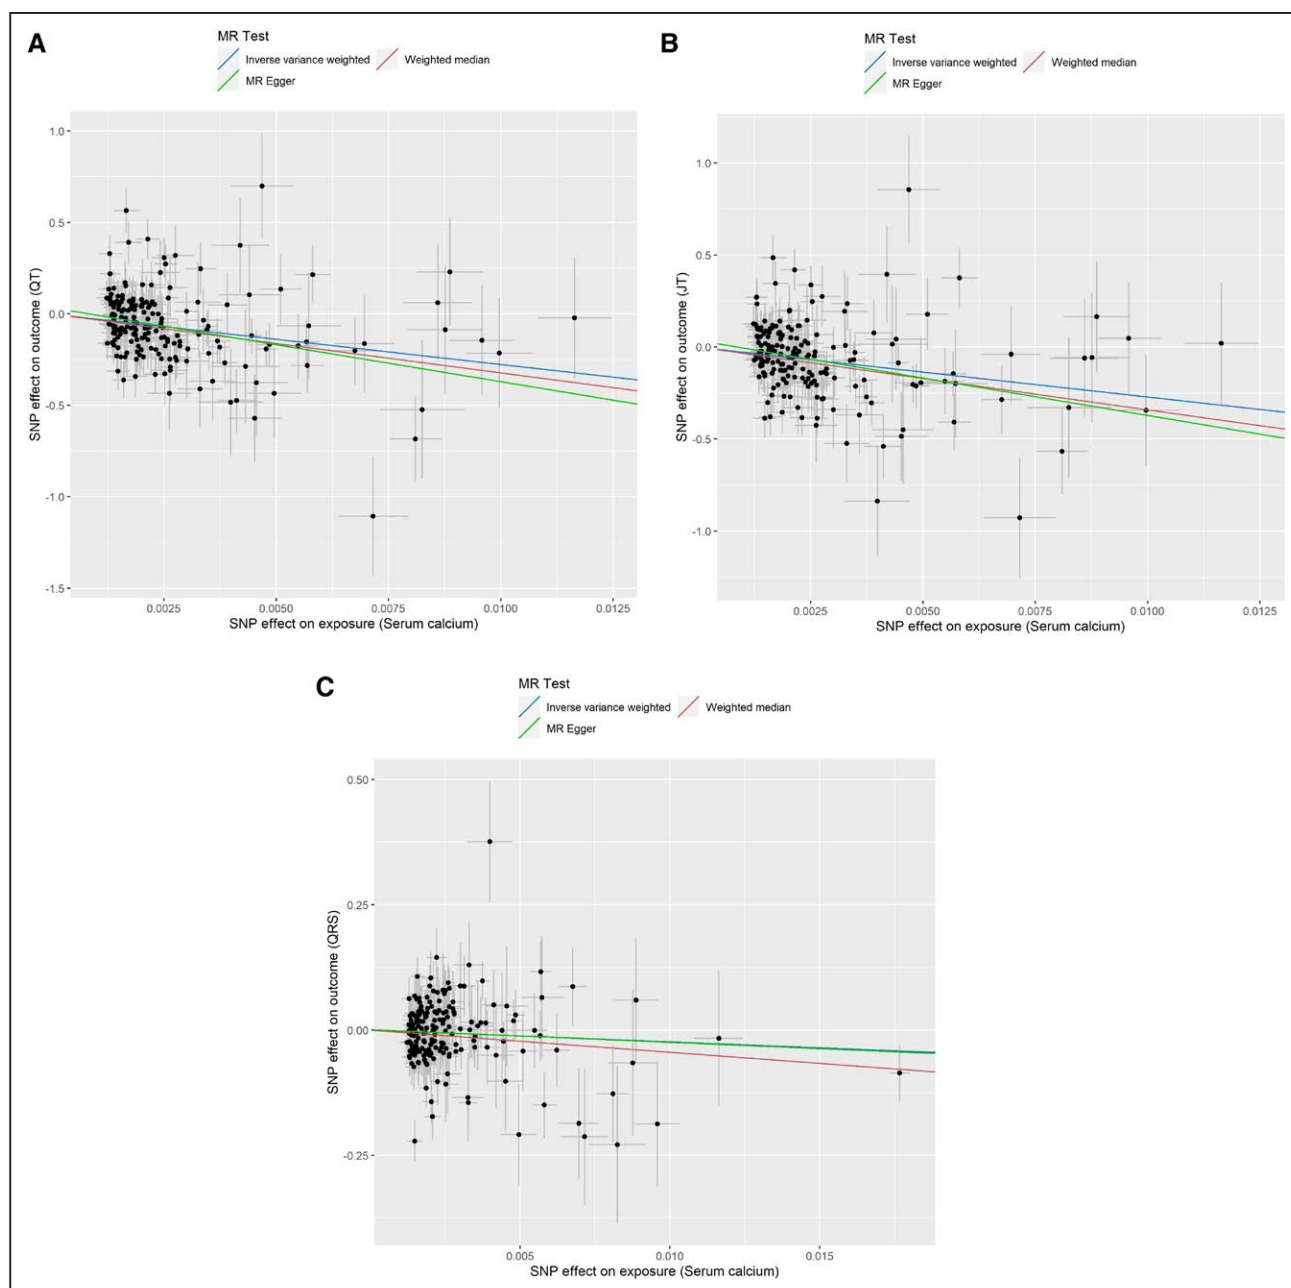 A
MR Test
Inverse variance weighted
Weighted median
MR Egger
SNP effect on outcome (QT)
1.0
0.5
0.0
-0.5
-1.0
-1.5
0.0025
0.0050
0.0075
0.0100
0.0125
SNP effect on exposure (Serum calcium)
B
MR Test
Inverse variance weighted
Weighted median
MR Egger
SNP effect on outcome (JT)
1.0
0.5
0.0
-0.5
-1.0
0.0025
0.0050
0.0075
0.0100
0.0125
SNP effect on exposure (Serum calcium)
C
MR Test
Inverse variance weighted
Weighted median
MR Egger
SNP effect on outcome (QRS)
0.50
0.25
0.00
-0.25
0.005
0.010
0.015
SNP effect on exposure (Serum calcium)